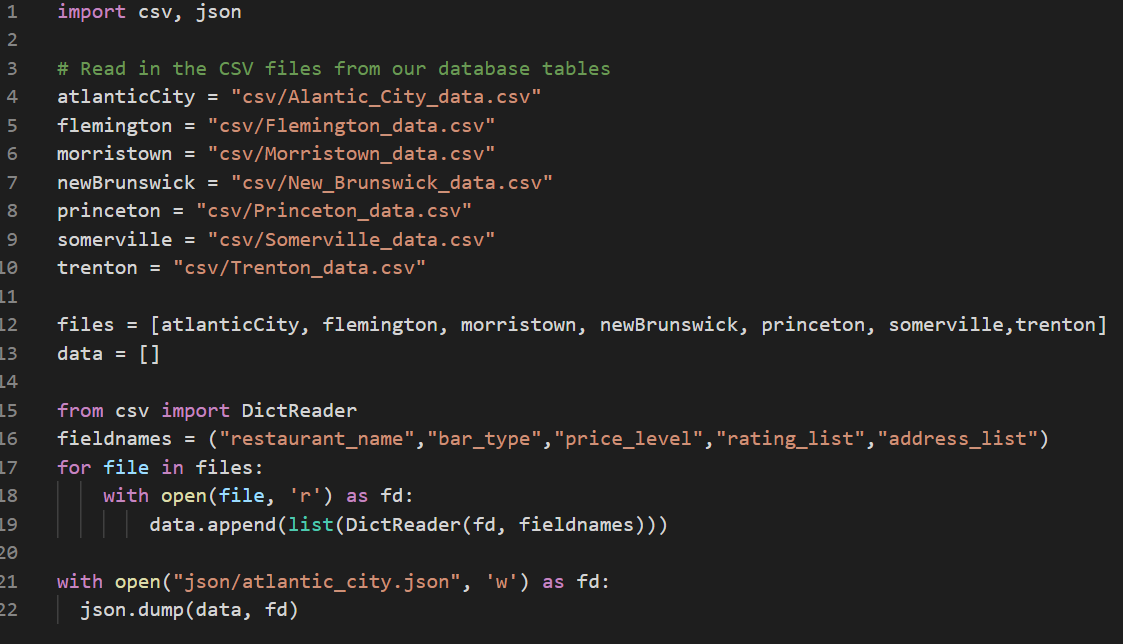 1 import csv, json
2
3 # Read in the CSV files from our database tables
4 atlanticCity = "csv/Alantic_City_data.csv"
5 flemington = "csv/Flemington_data.csv"
6 morristown = "csv/Morristown_data.csv"
7 newBrunswick = "csv/New_Brunswick_data.csv"
8 princeton = "csv/Princeton_data.csv"
9 somerville = "csv/Somerville_data.csv"
10 trenton = "csv/Trenton_data.csv"
11
12 files = [atlanticCity, flemington, morristown, newBrunswick, princeton, somerville,trenton]
13 data = []
14
15 from csv import DictReader
16 fieldnames = ("restaurant_name","bar_type","price_level","rating_list","address_list")
17 for file in files:
18     with open(file, 'r') as fd:
19         data.append(list(DictReader(fd, fieldnames)))
20
21 with open("json/atlantic_city.json", 'w') as fd:
22   json.dump(data, fd)